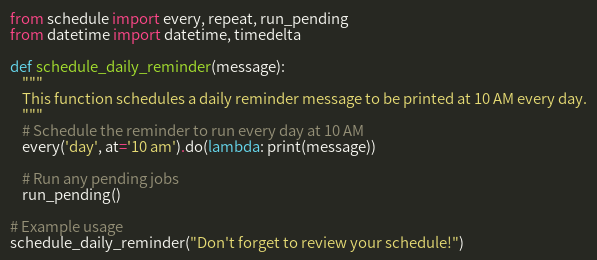 from schedule import every, repeat, run_pending
from datetime import datetime, timedelta
def schedule_daily_reminder(message):
"""
This function schedules a daily reminder message to be printed at 10 AM every day.
"""
# Schedule the reminder to run every day at 10 AM
every('day', at='10 am').do(lambda: print(message))
# Run any pending jobs
run_pending()
# Example usage
schedule_daily_reminder("Don't forget to review your schedule!")